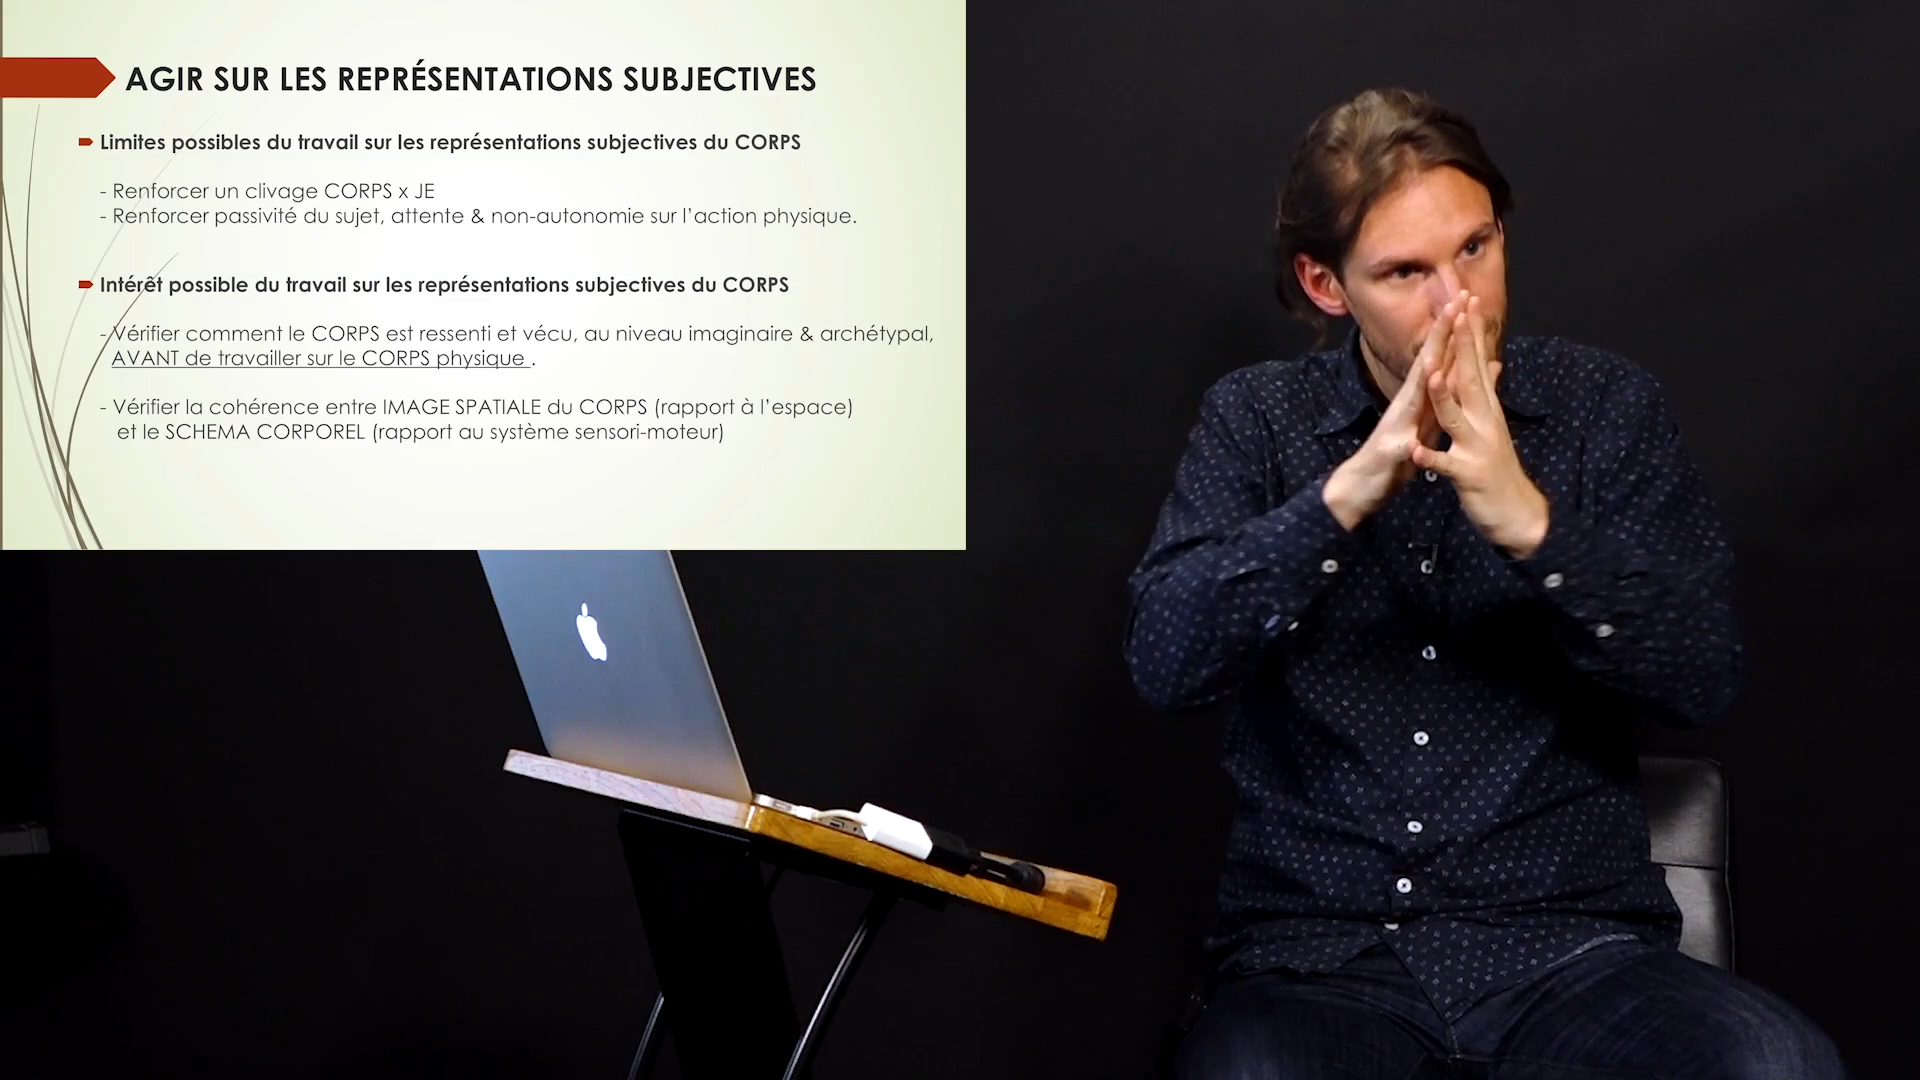 AGIR SUR LES REPRÉSENTATIONS SUBJECTIVES
Limites possibles du travail sur les représentations subjectives du CORPS
- Renforcer un clivage CORPS x JE
- Renforcer passivité du sujet, attente & non-autonomie sur l'action physique.
Intérêt possible du travail sur les représentations subjectives du CORPS
- Vérifier comment le CORPS est ressenti et vécu, au niveau imaginaire & archétypal,
AVANT de travailler sur le CORPS physique .
- Vérifier la cohérence entre IMAGE SPATIALE du CORPS (rapport à l'espace)
et le SCHEMA CORPOREL (rapport au système sensori-moteur)